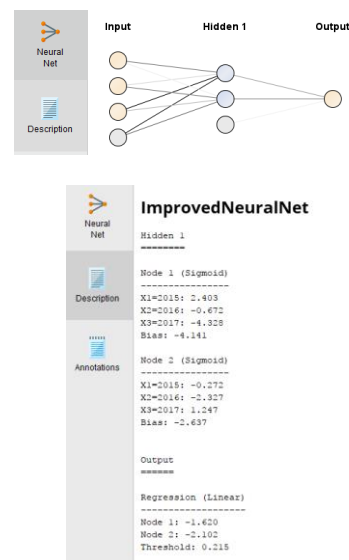 Input Hidden 1 Output
Neural
Net
Description
Neural
Net
Description
Annotations
ImprovedNeuralNet
Hidden 1
========
Node 1 (Sigmoid)
----------------
X1=2015: 2.403
X2=2016: -0.672
X3=2017: -4.328
Bias: -4.141
Node 2 (Sigmoid)
----------------
X1=2015: -0.272
X2=2016: -2.327
X3=2017: 1.247
Bias: -2.637
Output
======
Regression (Linear)
-------------------
Node 1: -1.620
Node 2: -2.102
Threshold: 0.215